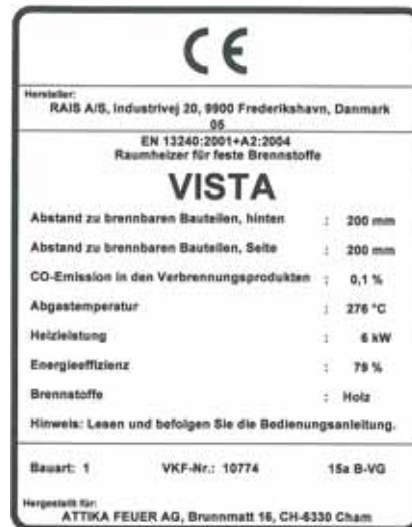 CE
Hersteller:
RAIS A/S, Industrivej 20, 9900 Frederikshavn, Danmark
05
EN 13240:2001+A2:2004
Raumheizer für feste Brennstoffe
VISTA
Abstand zu brennbaren Bauteilen, hinten : 200 mm
Abstand zu brennbaren Bauteilen, Seite : 200 mm
CO-Emission in den Verbrennungsprodukten : 0,1 %
Abgastemperatur : 276 °C
Heizleistung : 6 kW
Energieeffizienz : 79 %
Brennstoffe : Holz
Hinweis: Lesen und befolgen Sie die Bedienungsanleitung.
Bauart: 1 VKF-Nr.: 10774 15a B-VG
Hergestellt für:
ATTIKA FEUER AG, Brunnmatt 16, CH-6330 Cham